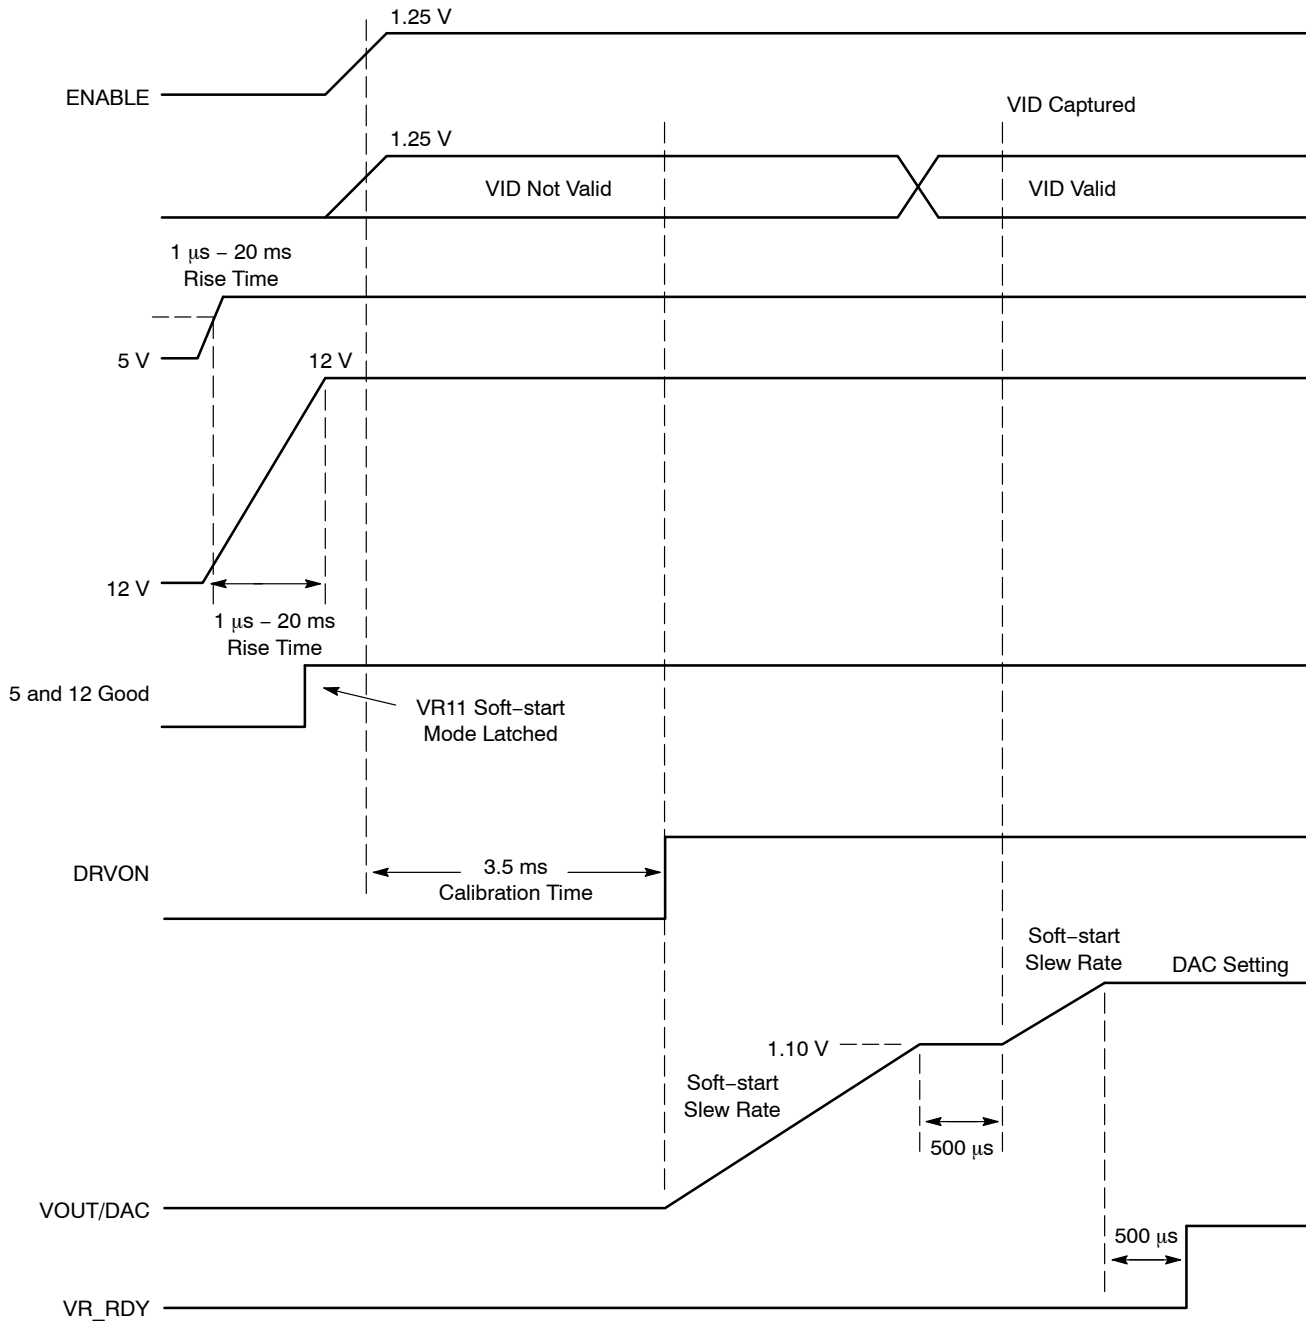 1.25 V
ENABLE
VID Captured
1.25 V
VID Not Valid
VID Valid
1 μs − 20 ms
Rise Time
5 V
12 V
12 V
1 μs − 20 ms
Rise Time
5 and 12 Good
VR11 Soft−start
Mode Latched
DRVON
3.5 ms
Calibration Time
Soft−start
Slew Rate
DAC Setting
1.10 V
Soft−start
Slew Rate
500 μs
VOUT/DAC
500 μs
VR_RDY